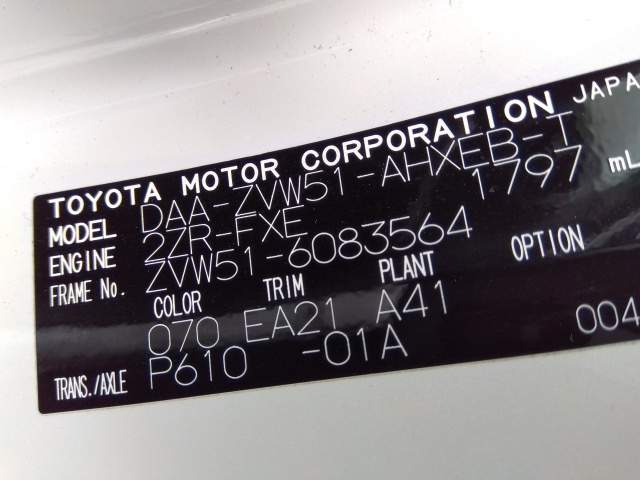 TOYOTA MOTOR CORPORATION JAPA
MODEL DAA-ZVW51-AHXEB-T
ENGINE 2ZR-FXE 1797 mL
FRAME No. ZVW51-6083564
COLOR TRIM PLANT OPTION
070 EA21 A41
TRANS./AXLE P610 -01A 004